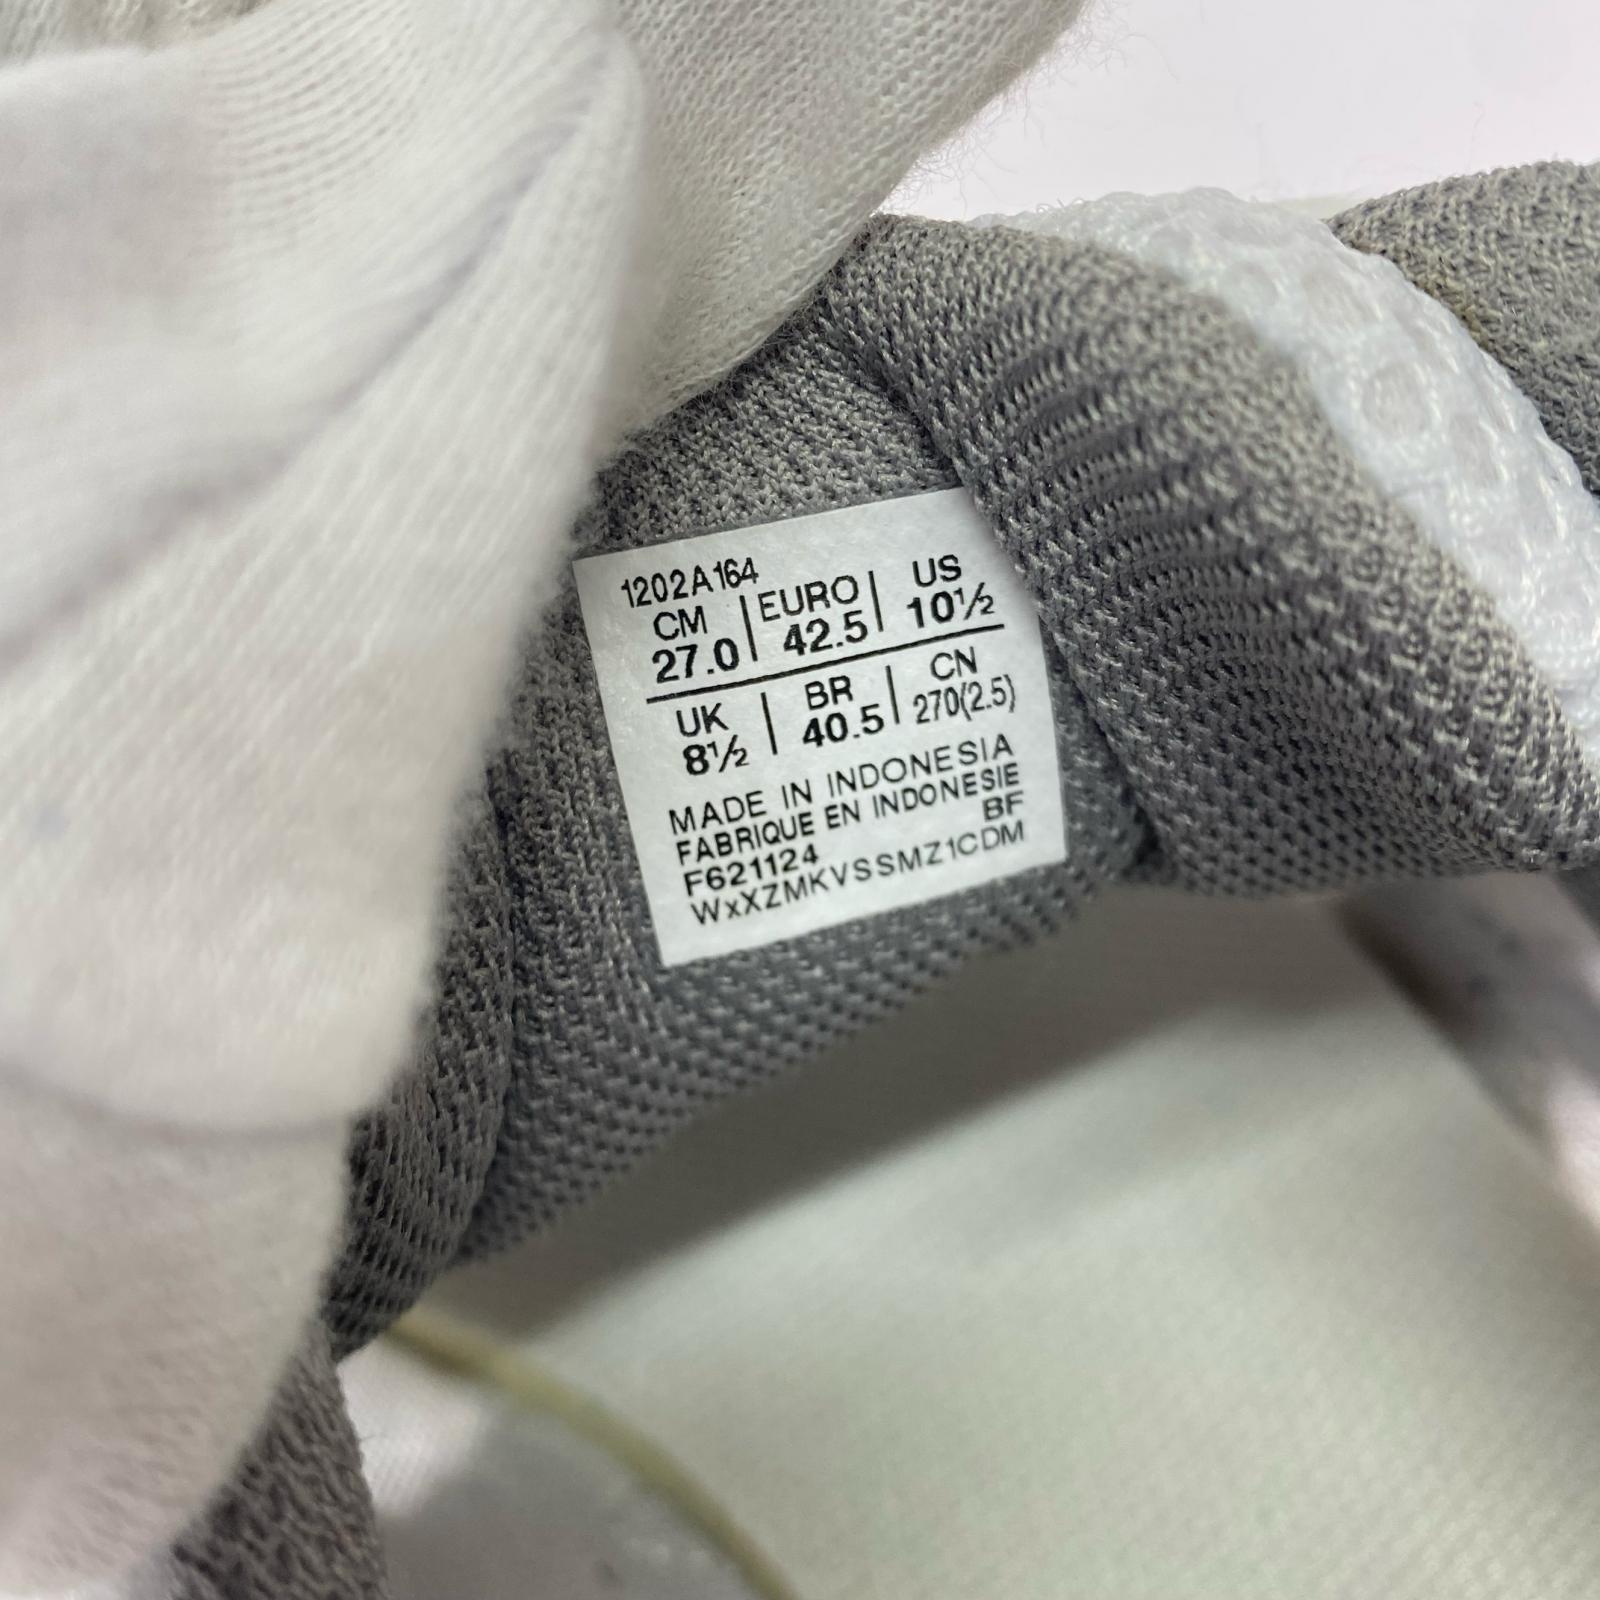 1202A164
CM | EURO | US
27.0 | 42.5 | 10½
UK | BR | CN
8½ | 40.5 | 270(2.5)
MADE IN INDONESIA
FABRIQUE EN INDONESIE
BF
F621124
WxXZMKVSSMZ1CDM